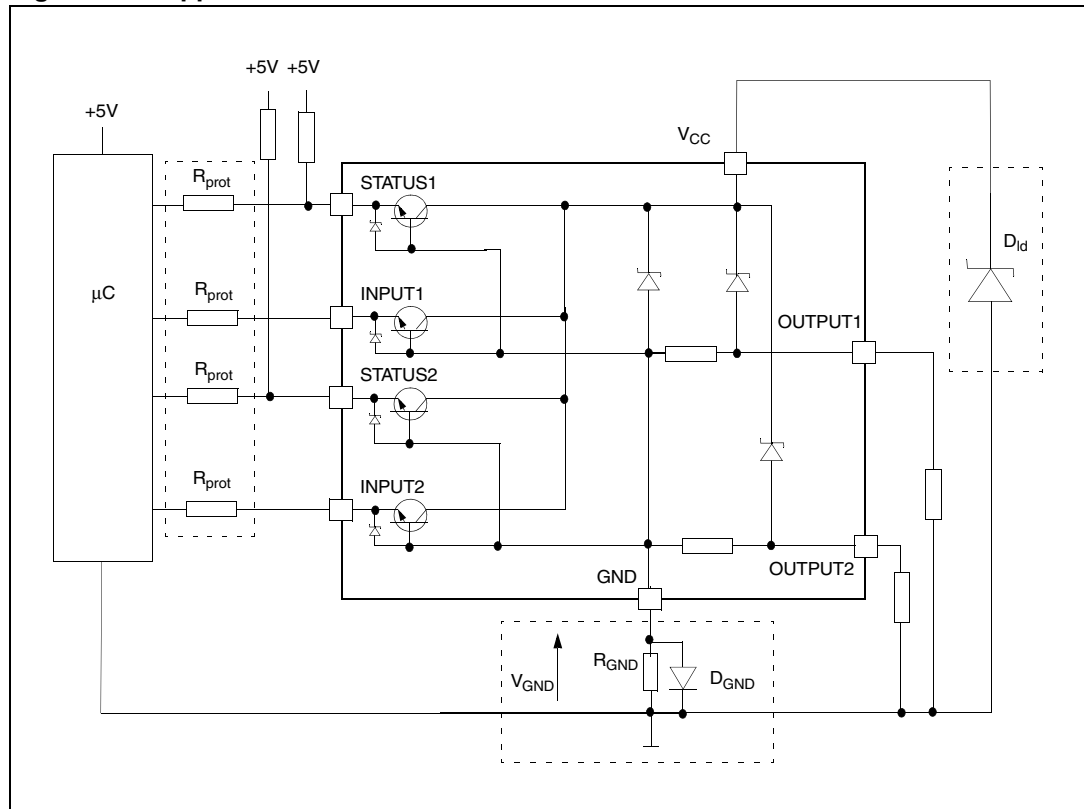 +5V +5V
+5V
VCC
Rprot
STATUS1
Dld
μC
Rprot
INPUT1
OUTPUT1
Rprot
STATUS2
Rprot
INPUT2
GND
OUTPUT2
RGND
VGND
DGND